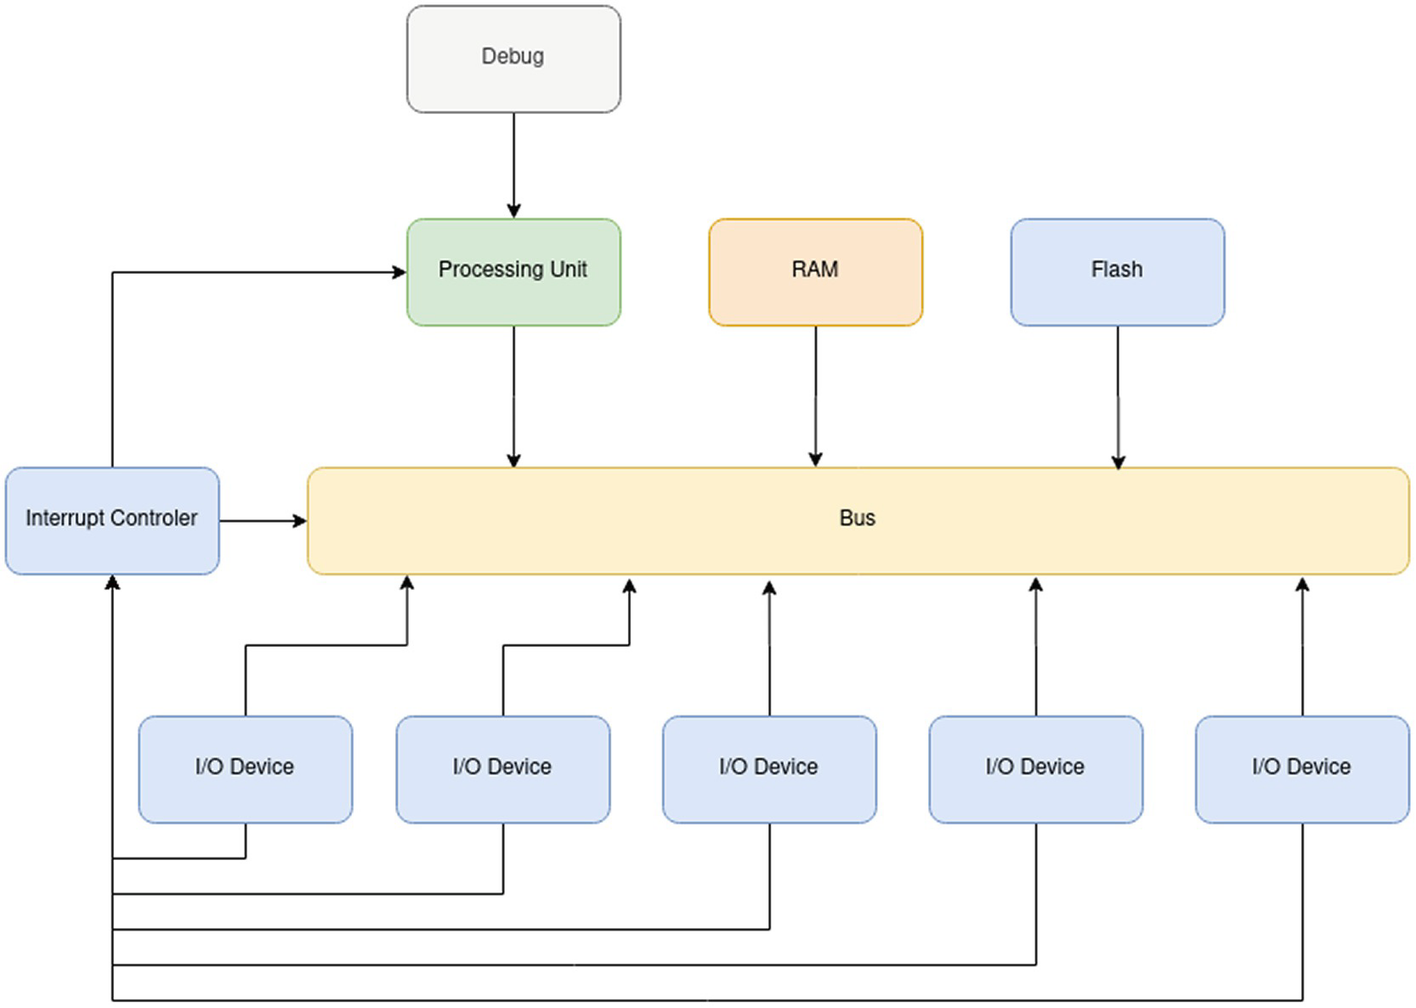 Debug
Processing Unit
RAM
Flash
Interrupt Controler
Bus
I/O Device
I/O Device
I/O Device
I/O Device
I/O Device